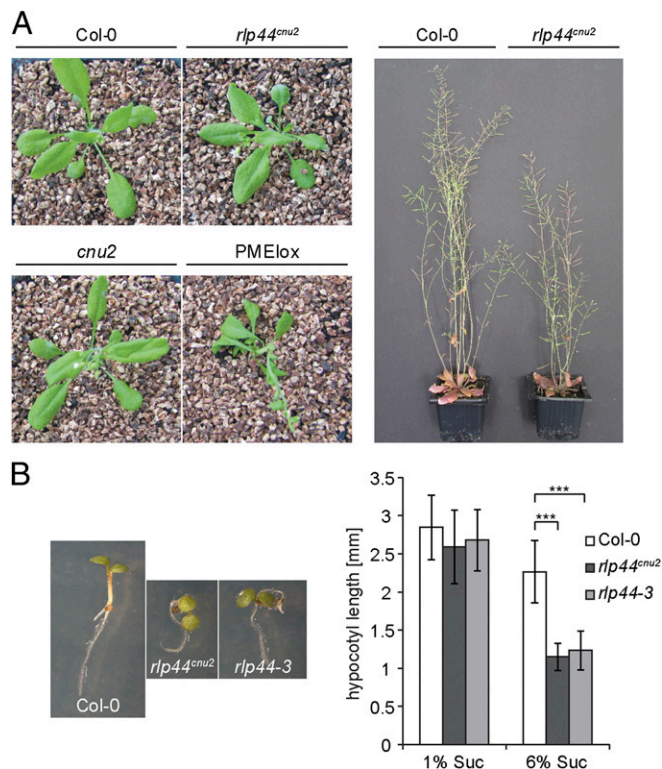 A
Col-0
rlp44cnu2
Col-0
rlp44cnu2
cnu2
PMElox
B
Col-0
rlp44cnu2
rlp44-3
hypocotyl length [mm]
3.5
3
2.5
2
1.5
1
0.5
0
***
***
Col-0
rlp44cnu2
rlp44-3
1% Suc
6% Suc